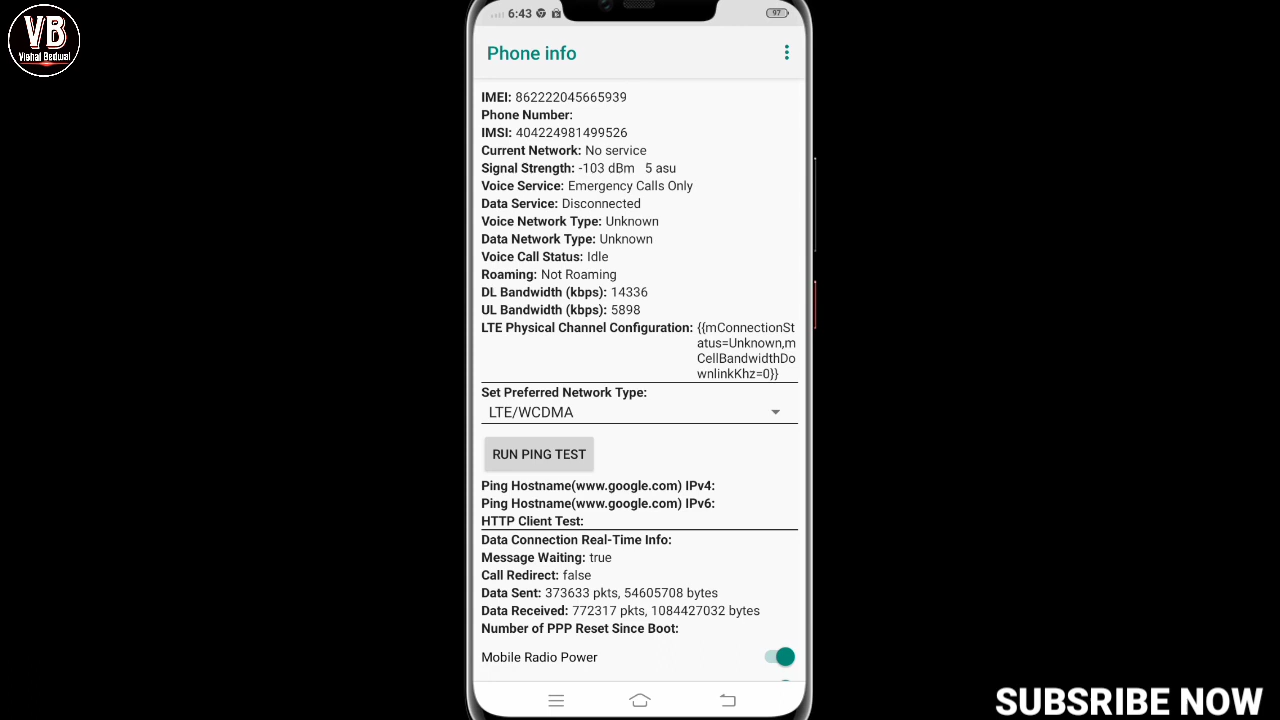 VB
Vishal Bedwal
6:43
97
Phone info
IMEI: 862222045665939
Phone Number:
IMSI: 404224981499526
Current Network: No service
Signal Strength: -103 dBm 5 asu
Voice Service: Emergency Calls Only
Data Service: Disconnected
Voice Network Type: Unknown
Data Network Type: Unknown
Voice Call Status: Idle
Roaming: Not Roaming
DL Bandwidth (kbps): 14336
UL Bandwidth (kbps): 5898
LTE Physical Channel Configuration: {{mConnectionSt
atus=Unknown,m
CellBandwidthDo
wnlinkKhz=0}}
Set Preferred Network Type:
LTE/WCDMA
RUN PING TEST
Ping Hostname(www.google.com) IPv4:
Ping Hostname(www.google.com) IPv6:
HTTP Client Test:
Data Connection Real-Time Info:
Message Waiting: true
Call Redirect: false
Data Sent: 373633 pkts, 54605708 bytes
Data Received: 772317 pkts, 1084427032 bytes
Number of PPP Reset Since Boot:
Mobile Radio Power
SUBSRIBE NOW